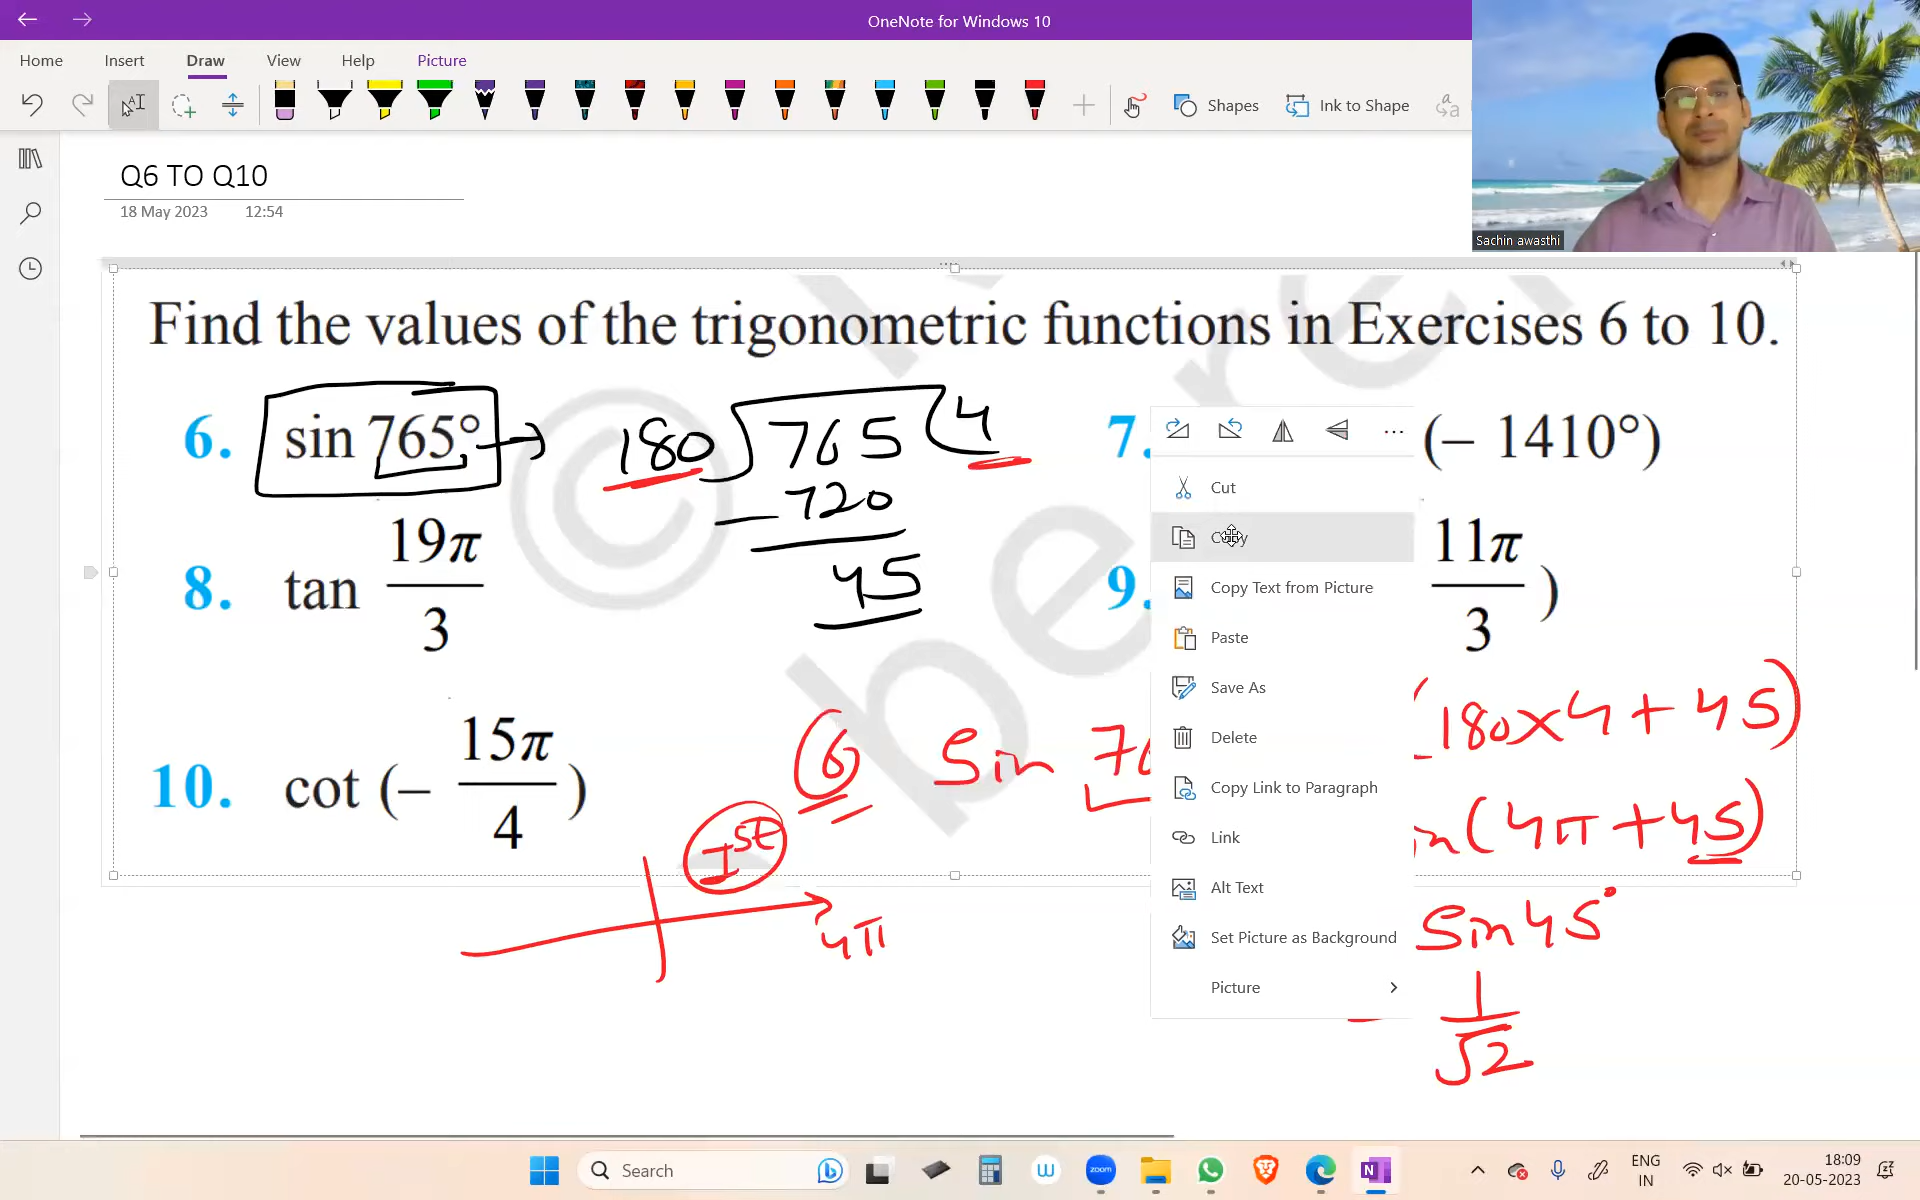 OneNote for Windows 10
Home Insert Draw View Help Picture
Shapes Ink to Shape
Sachin awasthi
Q6 TO Q10
18 May 2023 12:54
Find the values of the trigonometric functions in Exercises 6 to 10.
6. sin 765° → 180 ) 765 ( 4
720
45
7. (– 1410°)
8. tan 19π/3
9. 11π/3 )
10. cot (– 15π/4 )
Cut
Copy
Copy Text from Picture
Paste
Save As
Delete
Copy Link to Paragraph
Link
Alt Text
Set Picture as Background
Picture
6 Sin 76
(180×4+45)
(4π+45)
Sin 45°
1/√2
Ist
4π
Search
zoom
ENG
IN
18:09
20-05-2023